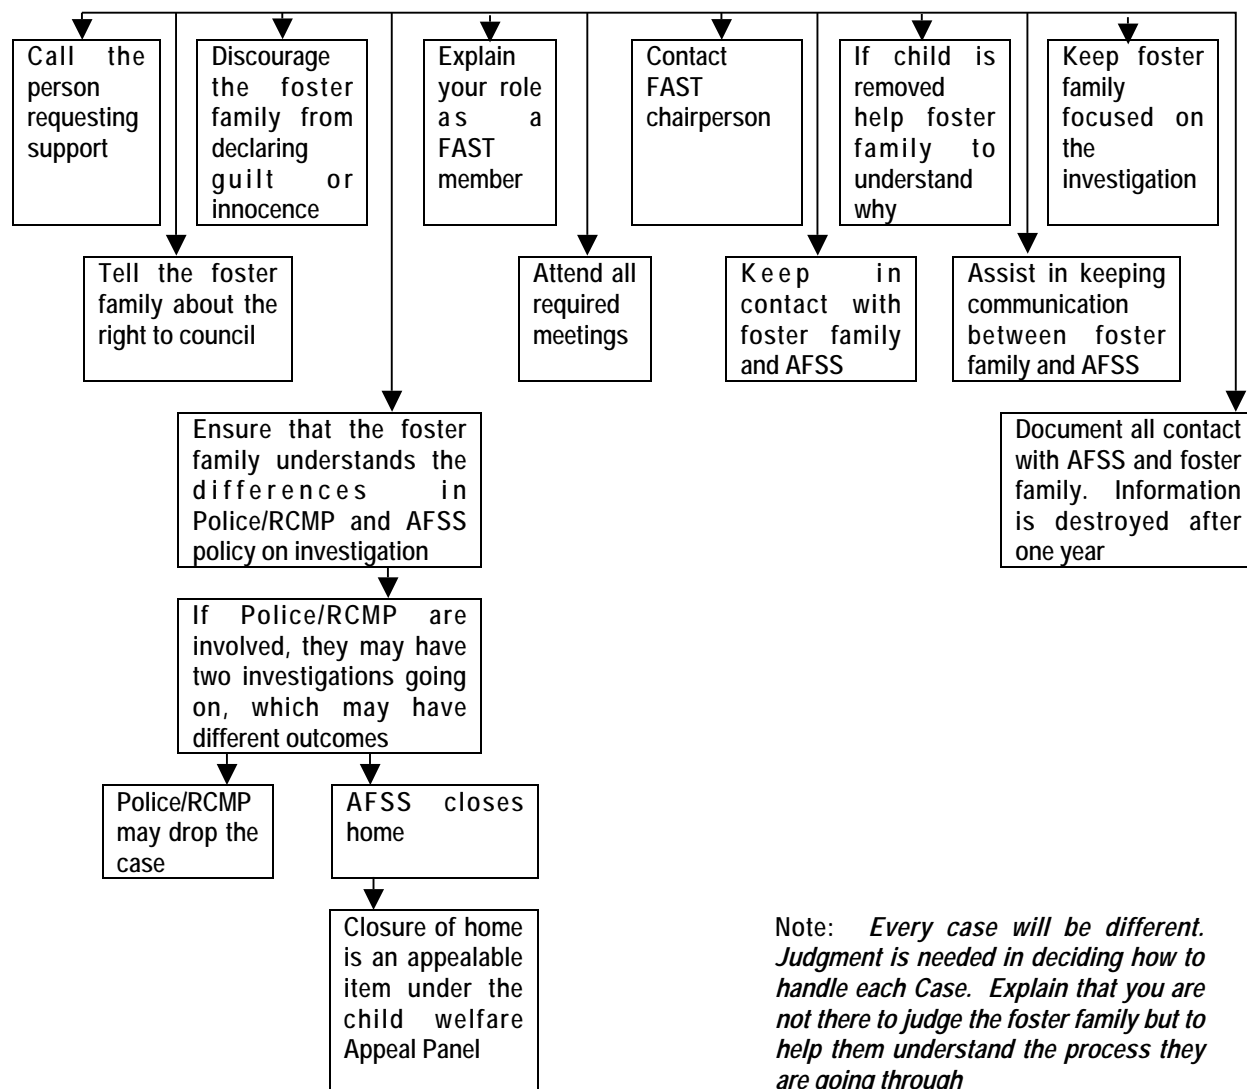 Call the
person
requesting
support
Discourage
the foster
family from
declaring
guilt or
innocence
Explain
your role
as a
FAST
member
Contact
FAST
chairperson
If child is
removed
help foster
family to
understand
why
Keep foster
family
focused on
the
investigation
Tell the foster
family about the
right to council
Attend all
required
meetings
Keep in
contact with
foster family
and AFSS
Assist in keeping
communication
between foster
family and AFSS
Ensure that the foster
family understands the
differences in
Police/RCMP and AFSS
policy on investigation
Document all contact
with AFSS and foster
family. Information
is destroyed after
one year
If Police/RCMP are
involved, they may have
two investigations going
on, which may have
different outcomes
Police/RCMP
may drop the
case
AFSS closes
home
Closure of home
is an appealable
item under the
child welfare
Appeal Panel
Note: Every case will be different.
Judgment is needed in deciding how to
handle each Case. Explain that you are
not there to judge the foster family but to
help them understand the process they
are going through